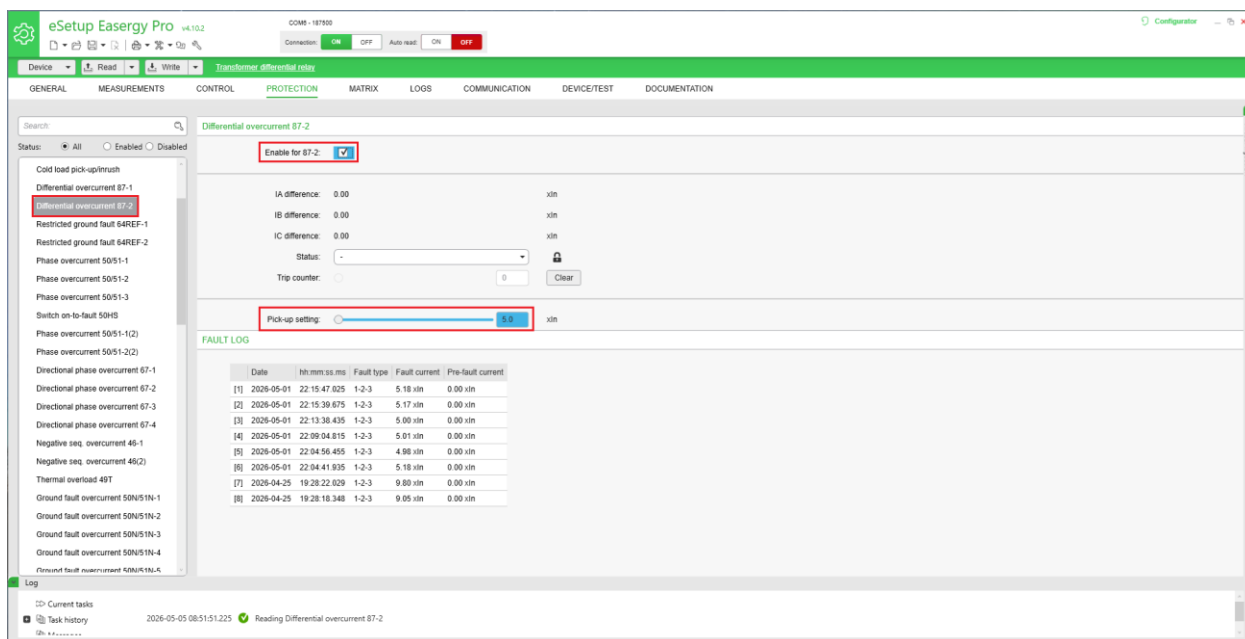 eSetup Easergy Pro v4.10.2
COM6 - 187500
Connection: ON OFF Auto read: ON OFF
Configurator
Device Read Write Transformer differential relay
GENERAL MEASUREMENTS CONTROL PROTECTION MATRIX LOGS COMMUNICATION DEVICE/TEST DOCUMENTATION
Search:
Status: All Enabled Disabled
Cold load pick-up/inrush
Differential overcurrent 87-1
Differential overcurrent 87-2
Restricted ground fault 64REF-1
Restricted ground fault 64REF-2
Phase overcurrent 50/51-1
Phase overcurrent 50/51-2
Phase overcurrent 50/51-3
Switch on-to-fault 50HS
Phase overcurrent 50/51-1(2)
Phase overcurrent 50/51-2(2)
Directional phase overcurrent 67-1
Directional phase overcurrent 67-2
Directional phase overcurrent 67-3
Directional phase overcurrent 67-4
Negative seq. overcurrent 46-1
Negative seq. overcurrent 46(2)
Thermal overload 49T
Ground fault overcurrent 50N/51N-1
Ground fault overcurrent 50N/51N-2
Ground fault overcurrent 50N/51N-3
Ground fault overcurrent 50N/51N-4
Ground fault overcurrent 50N/51N-5
Differential overcurrent 87-2
Enable for 87-2:
IA difference: 0.00 xIn
IB difference: 0.00 xIn
IC difference: 0.00 xIn
Status: -
Trip counter: 0 Clear
Pick-up setting: 5.0 xIn
FAULT LOG
Date hh:mm:ss.ms Fault type Fault current Pre-fault current
[1] 2026-05-01 22:15:47.025 1-2-3 5.18 xIn 0.00 xIn
[2] 2026-05-01 22:15:39.675 1-2-3 5.17 xIn 0.00 xIn
[3] 2026-05-01 22:13:38.435 1-2-3 5.00 xIn 0.00 xIn
[4] 2026-05-01 22:09:04.815 1-2-3 5.01 xIn 0.00 xIn
[5] 2026-05-01 22:04:56.455 1-2-3 4.98 xIn 0.00 xIn
[6] 2026-05-01 22:04:41.935 1-2-3 5.18 xIn 0.00 xIn
[7] 2026-04-25 19:28:22.029 1-2-3 9.80 xIn 0.00 xIn
[8] 2026-04-25 19:28:18.348 1-2-3 9.05 xIn 0.00 xIn
Log
Current tasks
Task history
2026-05-05 08:51:51.225 Reading Differential overcurrent 87-2